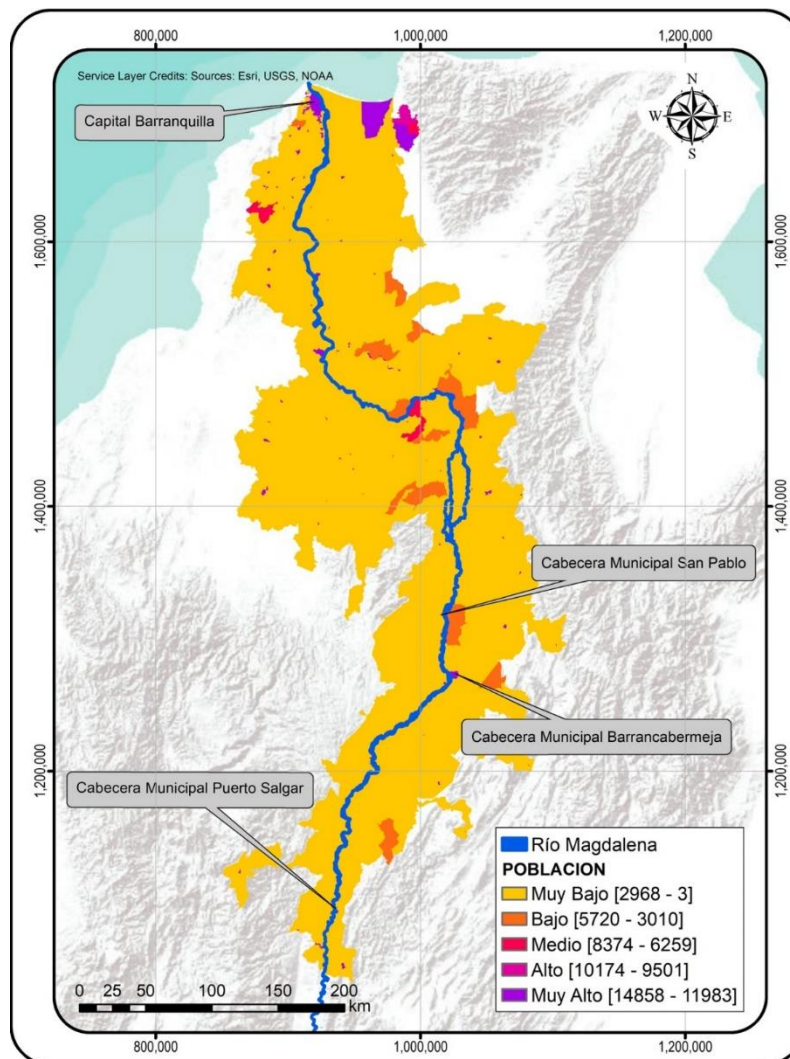 800,000 1,000,000 1,200,000
Service Layer Credits: Sources: Esri, USGS, NOAA
N
W E
S
Capital Barranquilla
1,600,000 1,600,000
1,400,000 1,400,000
Cabecera Municipal San Pablo
Cabecera Municipal Barrancabermeja
1,200,000 1,200,000
Cabecera Municipal Puerto Salgar
Río Magdalena
POBLACION
Muy Bajo [2968 - 3]
Bajo [5720 - 3010]
Medio [8374 - 6259]
Alto [10174 - 9501]
Muy Alto [14858 - 11983]
0 25 50 100 150 200
km
800,000 1,000,000 1,200,000